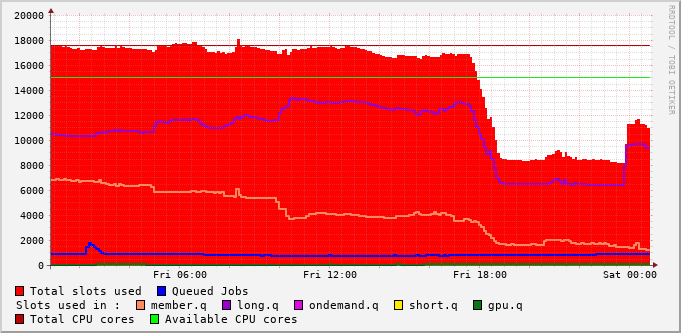 20000
18000
16000
14000
12000
10000
8000
6000
4000
2000
0
Fri 06:00 Fri 12:00 Fri 18:00 Sat 00:00
RRDTOOL / TOBI OETIKER
Total slots used Queued Jobs
Slots used in : member.q long.q ondemand.q short.q gpu.q
Total CPU cores Available CPU cores